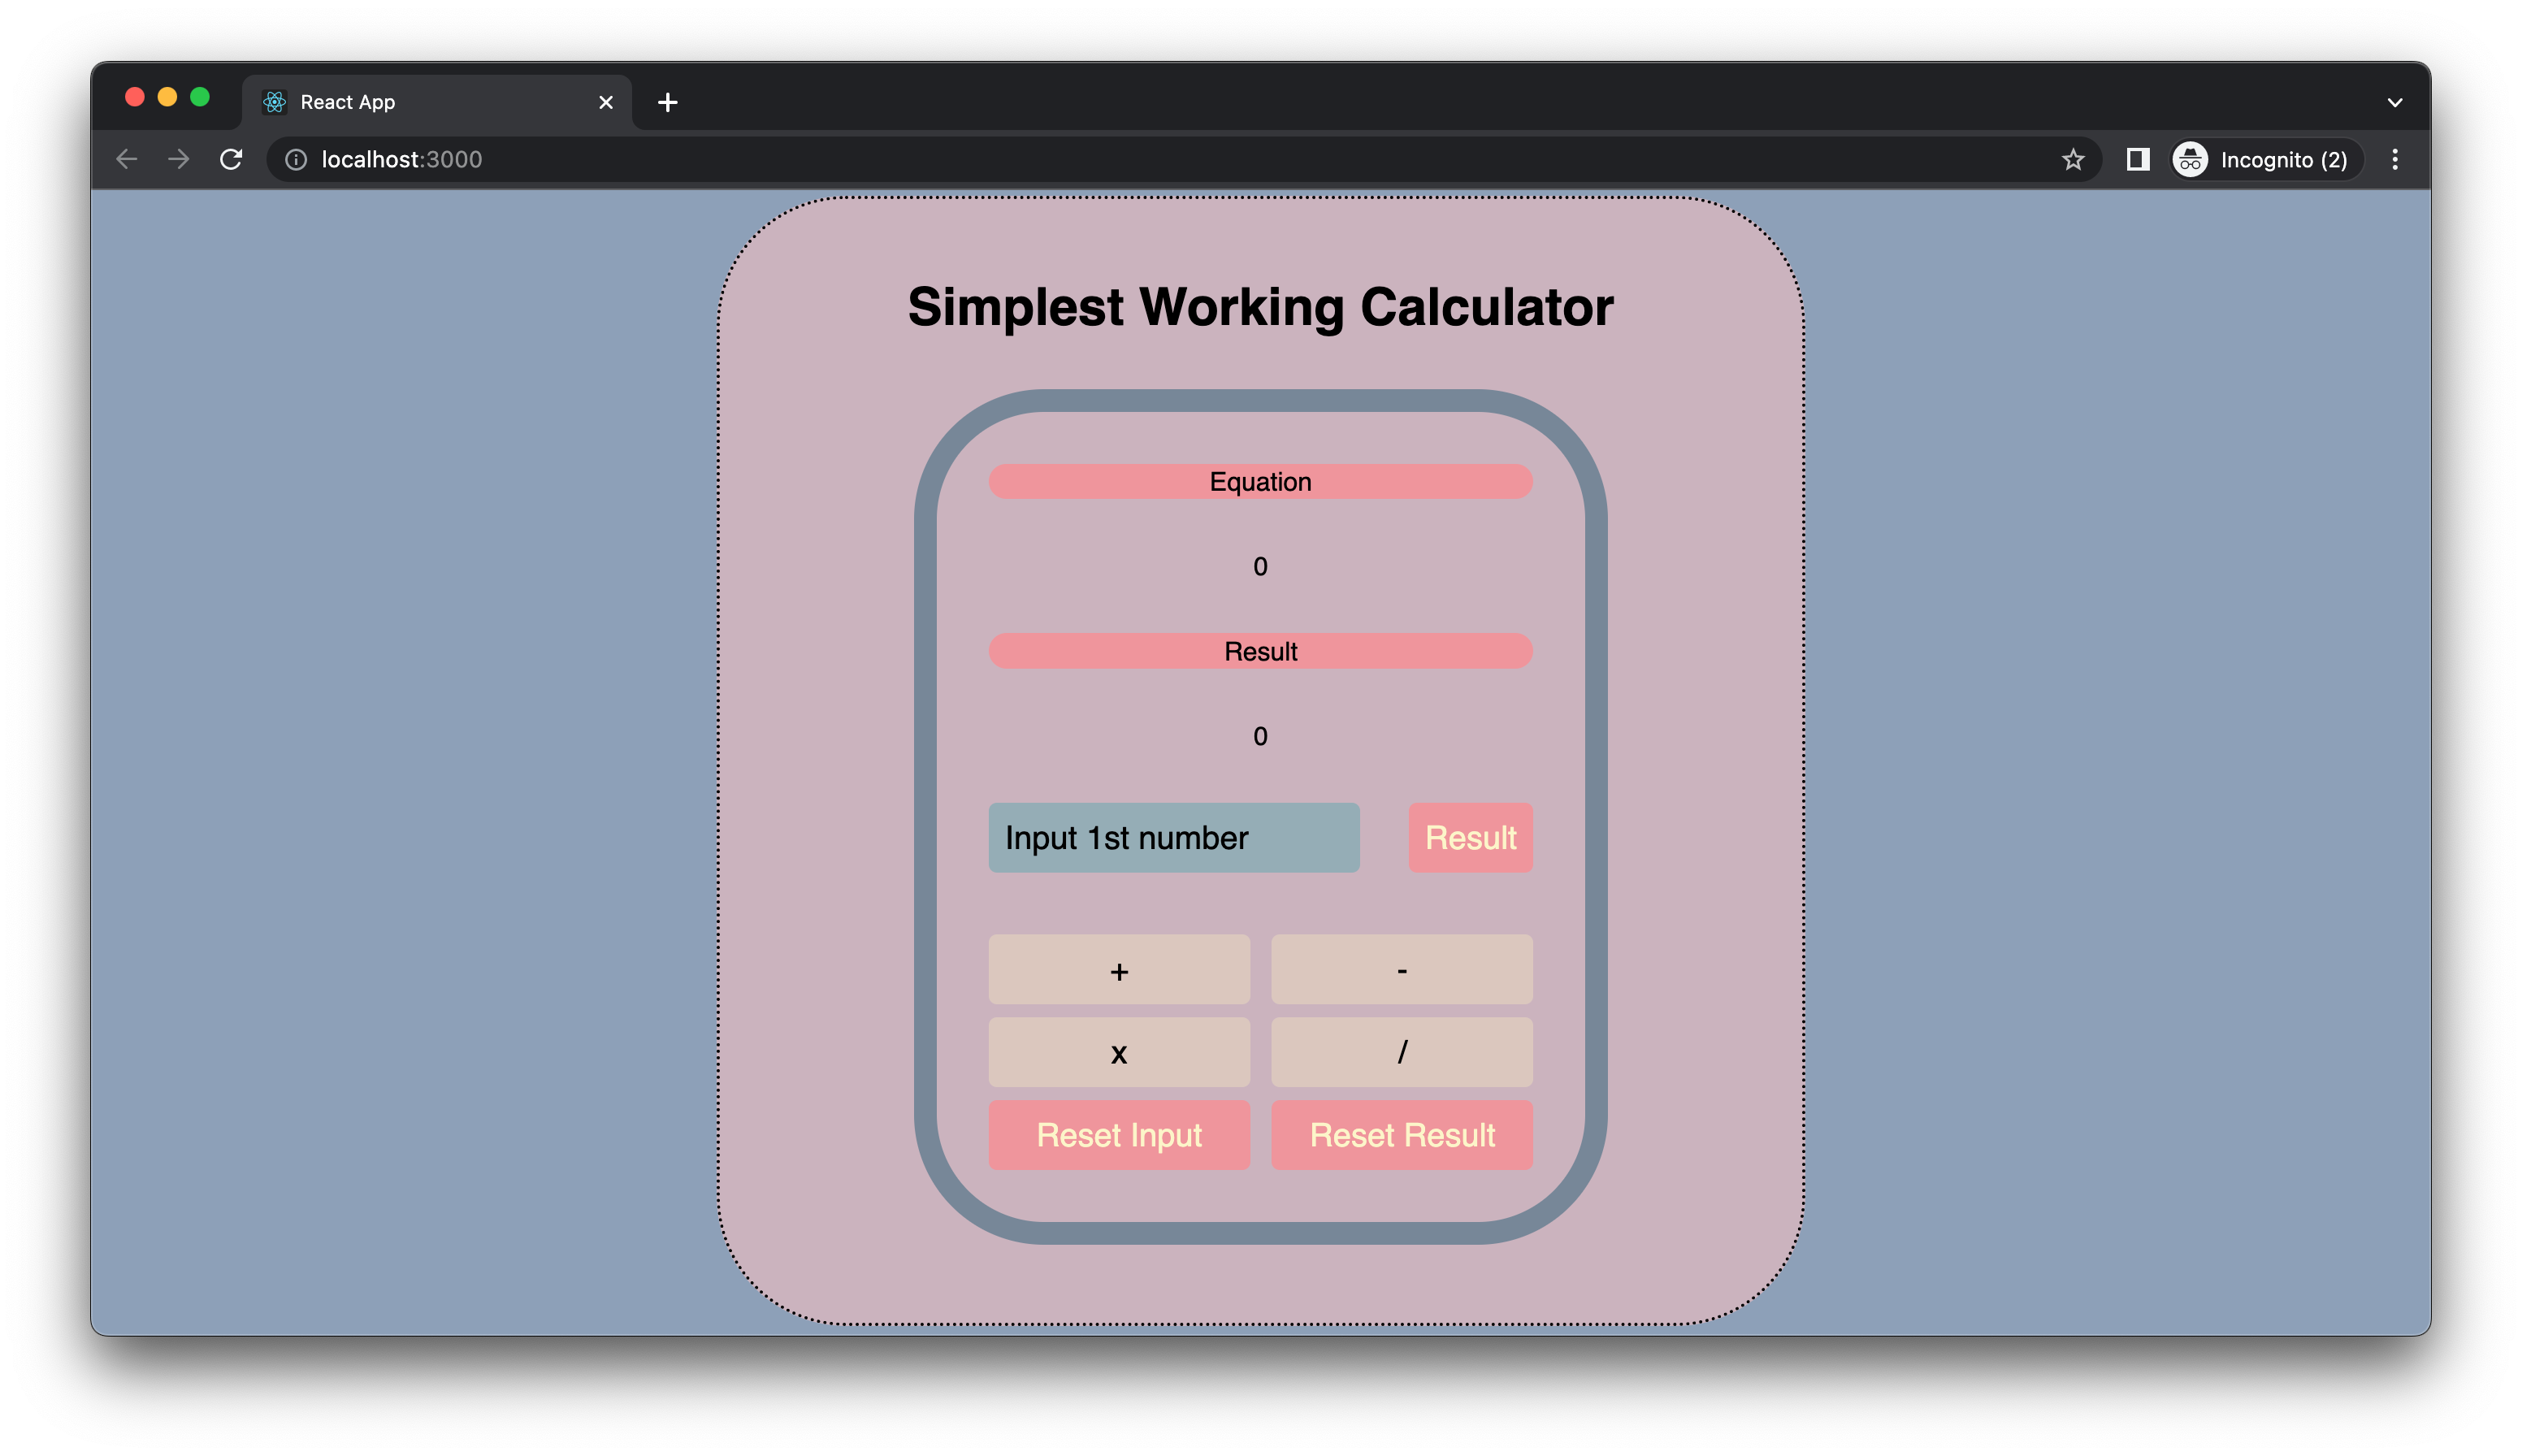 React App
localhost:3000
Incognito (2)
Simplest Working Calculator
Equation
0
Result
0
Input 1st number Result
+ -
x /
Reset Input Reset Result